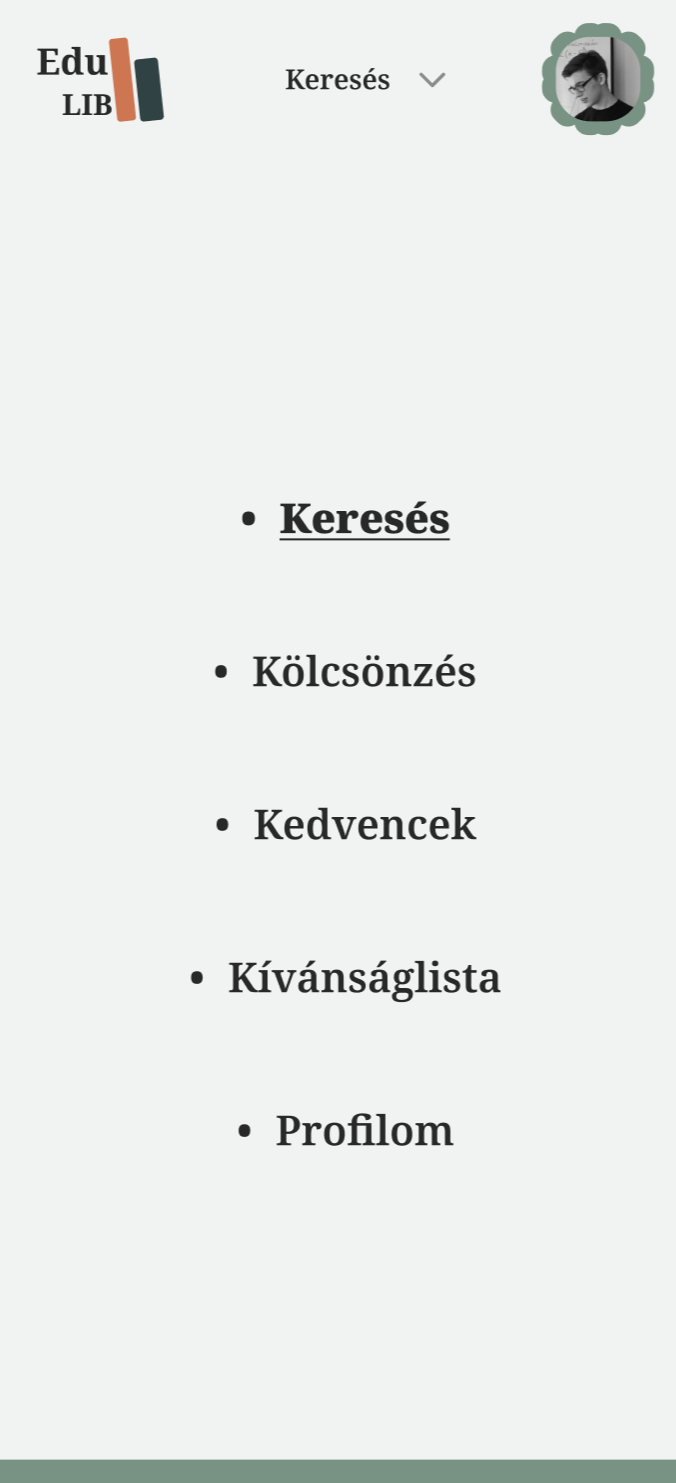 Edu
LIB
Keresés
• Keresés
• Kölcsönzés
• Kedvencek
• Kívánságlista
• Profilom